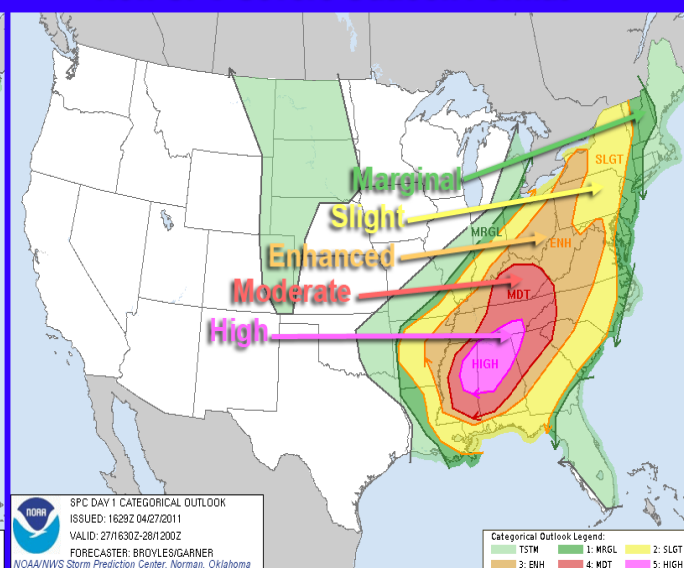 Marginal
SLGT
Slight
MRGL
Enhanced
ENH
Moderate
MDT
High
HIGH
NOAA
SPC DAY 1 CATEGORICAL OUTLOOK
ISSUED: 1629Z 04/27/2011
VALID: 27/1630Z-28/1200Z
FORECASTER: BROYLES/GARNER
NOAA/NWS Storm Prediction Center, Norman, Oklahoma
Categorical Outlook Legend:
TSTM 1: MRGL 2: SLGT
3: ENH 4: MDT 5: HIGH